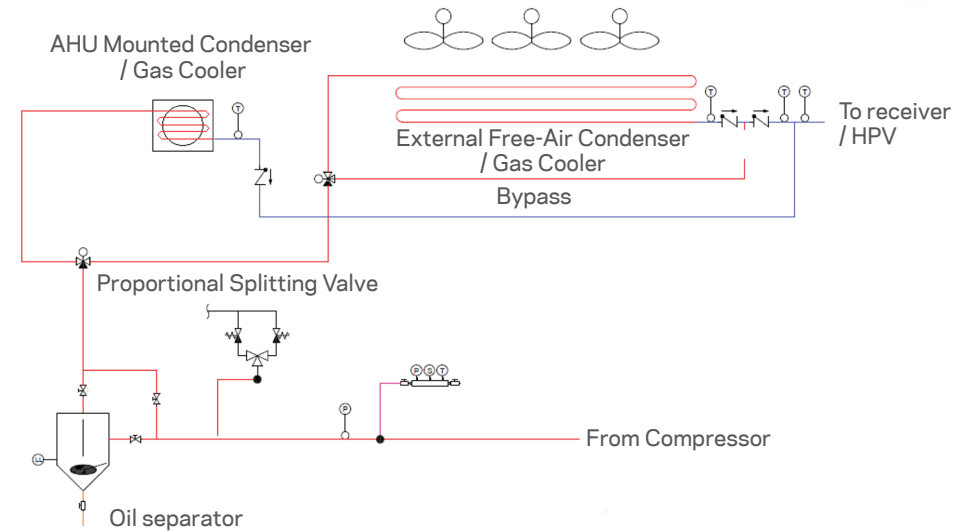 AHU Mounted Condenser
/ Gas Cooler
T
T
T
T
To receiver
/ HPV
External Free-Air Condenser
/ Gas Cooler
Bypass
Proportional Splitting Valve
P
S
T
P
From Compressor
LL
Oil separator